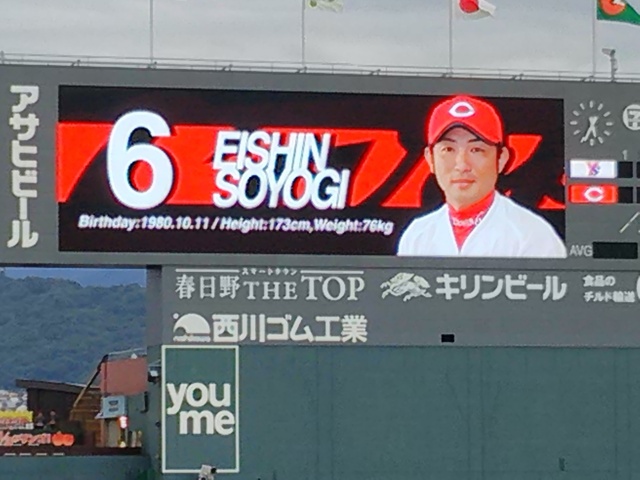 アサヒビール
6
EISHIN
SOYOGI
Birthday:1980.10.11 / Height:173cm,Weight:76kg
C
YS
C
AVG
スマートタウン
春日野 THE TOP
キリンビール
食品の
チルド輸送
西川ゴム工業
you
me